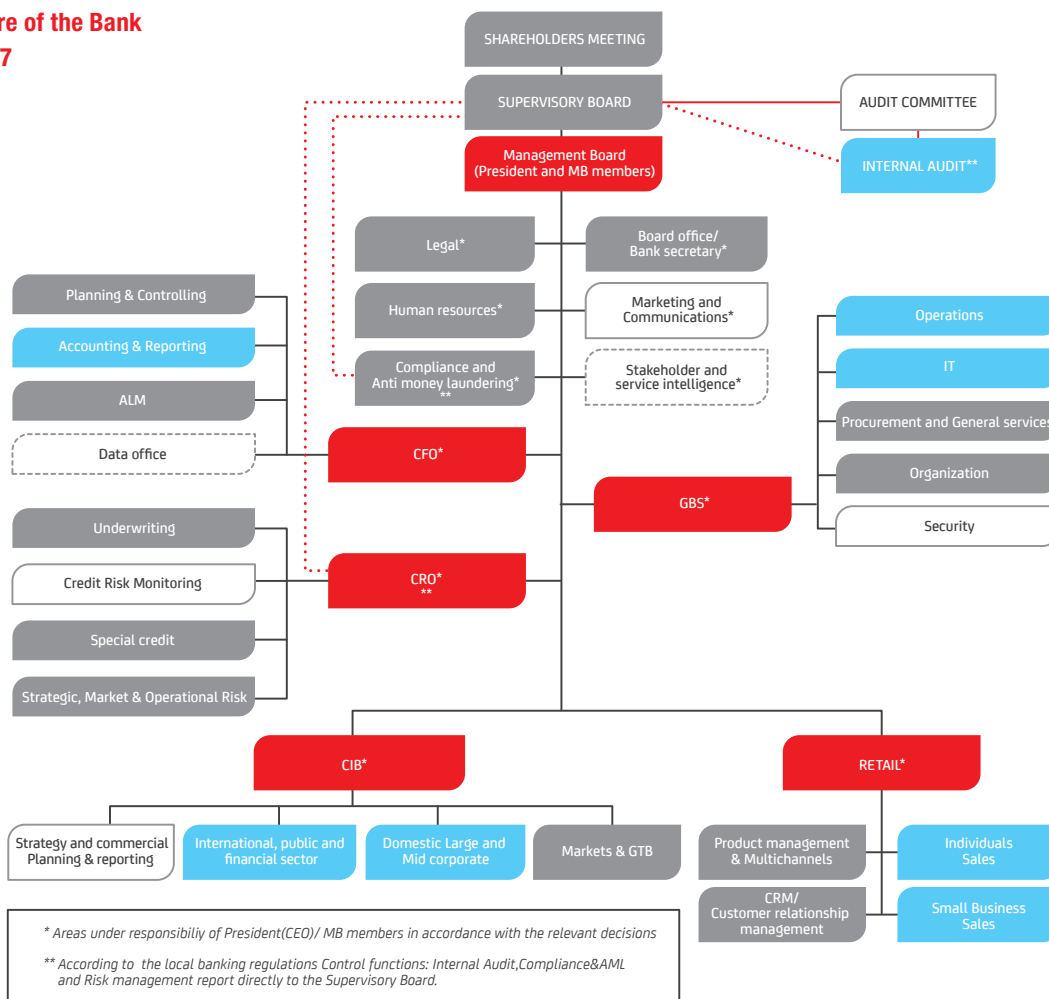 re of the Bank
7
SHAREHOLDERS MEETING
SUPERVISORY BOARD
AUDIT COMMITTEE
Management Board
(President and MB members)
INTERNAL AUDIT**
Legal*
Board office/
Bank secretary*
Human resources*
Marketing and
Communications*
Compliance and
Anti money laundering*
**
Stakeholder and
service intelligence*
Planning & Controlling
Accounting & Reporting
ALM
Data office
CFO*
Operations
IT
Procurement and General services
Organization
Security
GBS*
Underwriting
Credit Risk Monitoring
Special credit
Strategic, Market & Operational Risk
CRO*
**
CIB*
RETAIL*
Strategy and commercial
Planning & reporting
International, public and
financial sector
Domestic Large and
Mid corporate
Markets & GTB
Product management
& Multichannels
Individuals
Sales
CRM/
Customer relationship
management
Small Business
Sales
* Areas under responsibiliy of President(CEO)/ MB members in accordance with the relevant decisions
** According to the local banking regulations Control functions: Internal Audit,Compliance&AML
and Risk management report directly to the Supervisory Board.